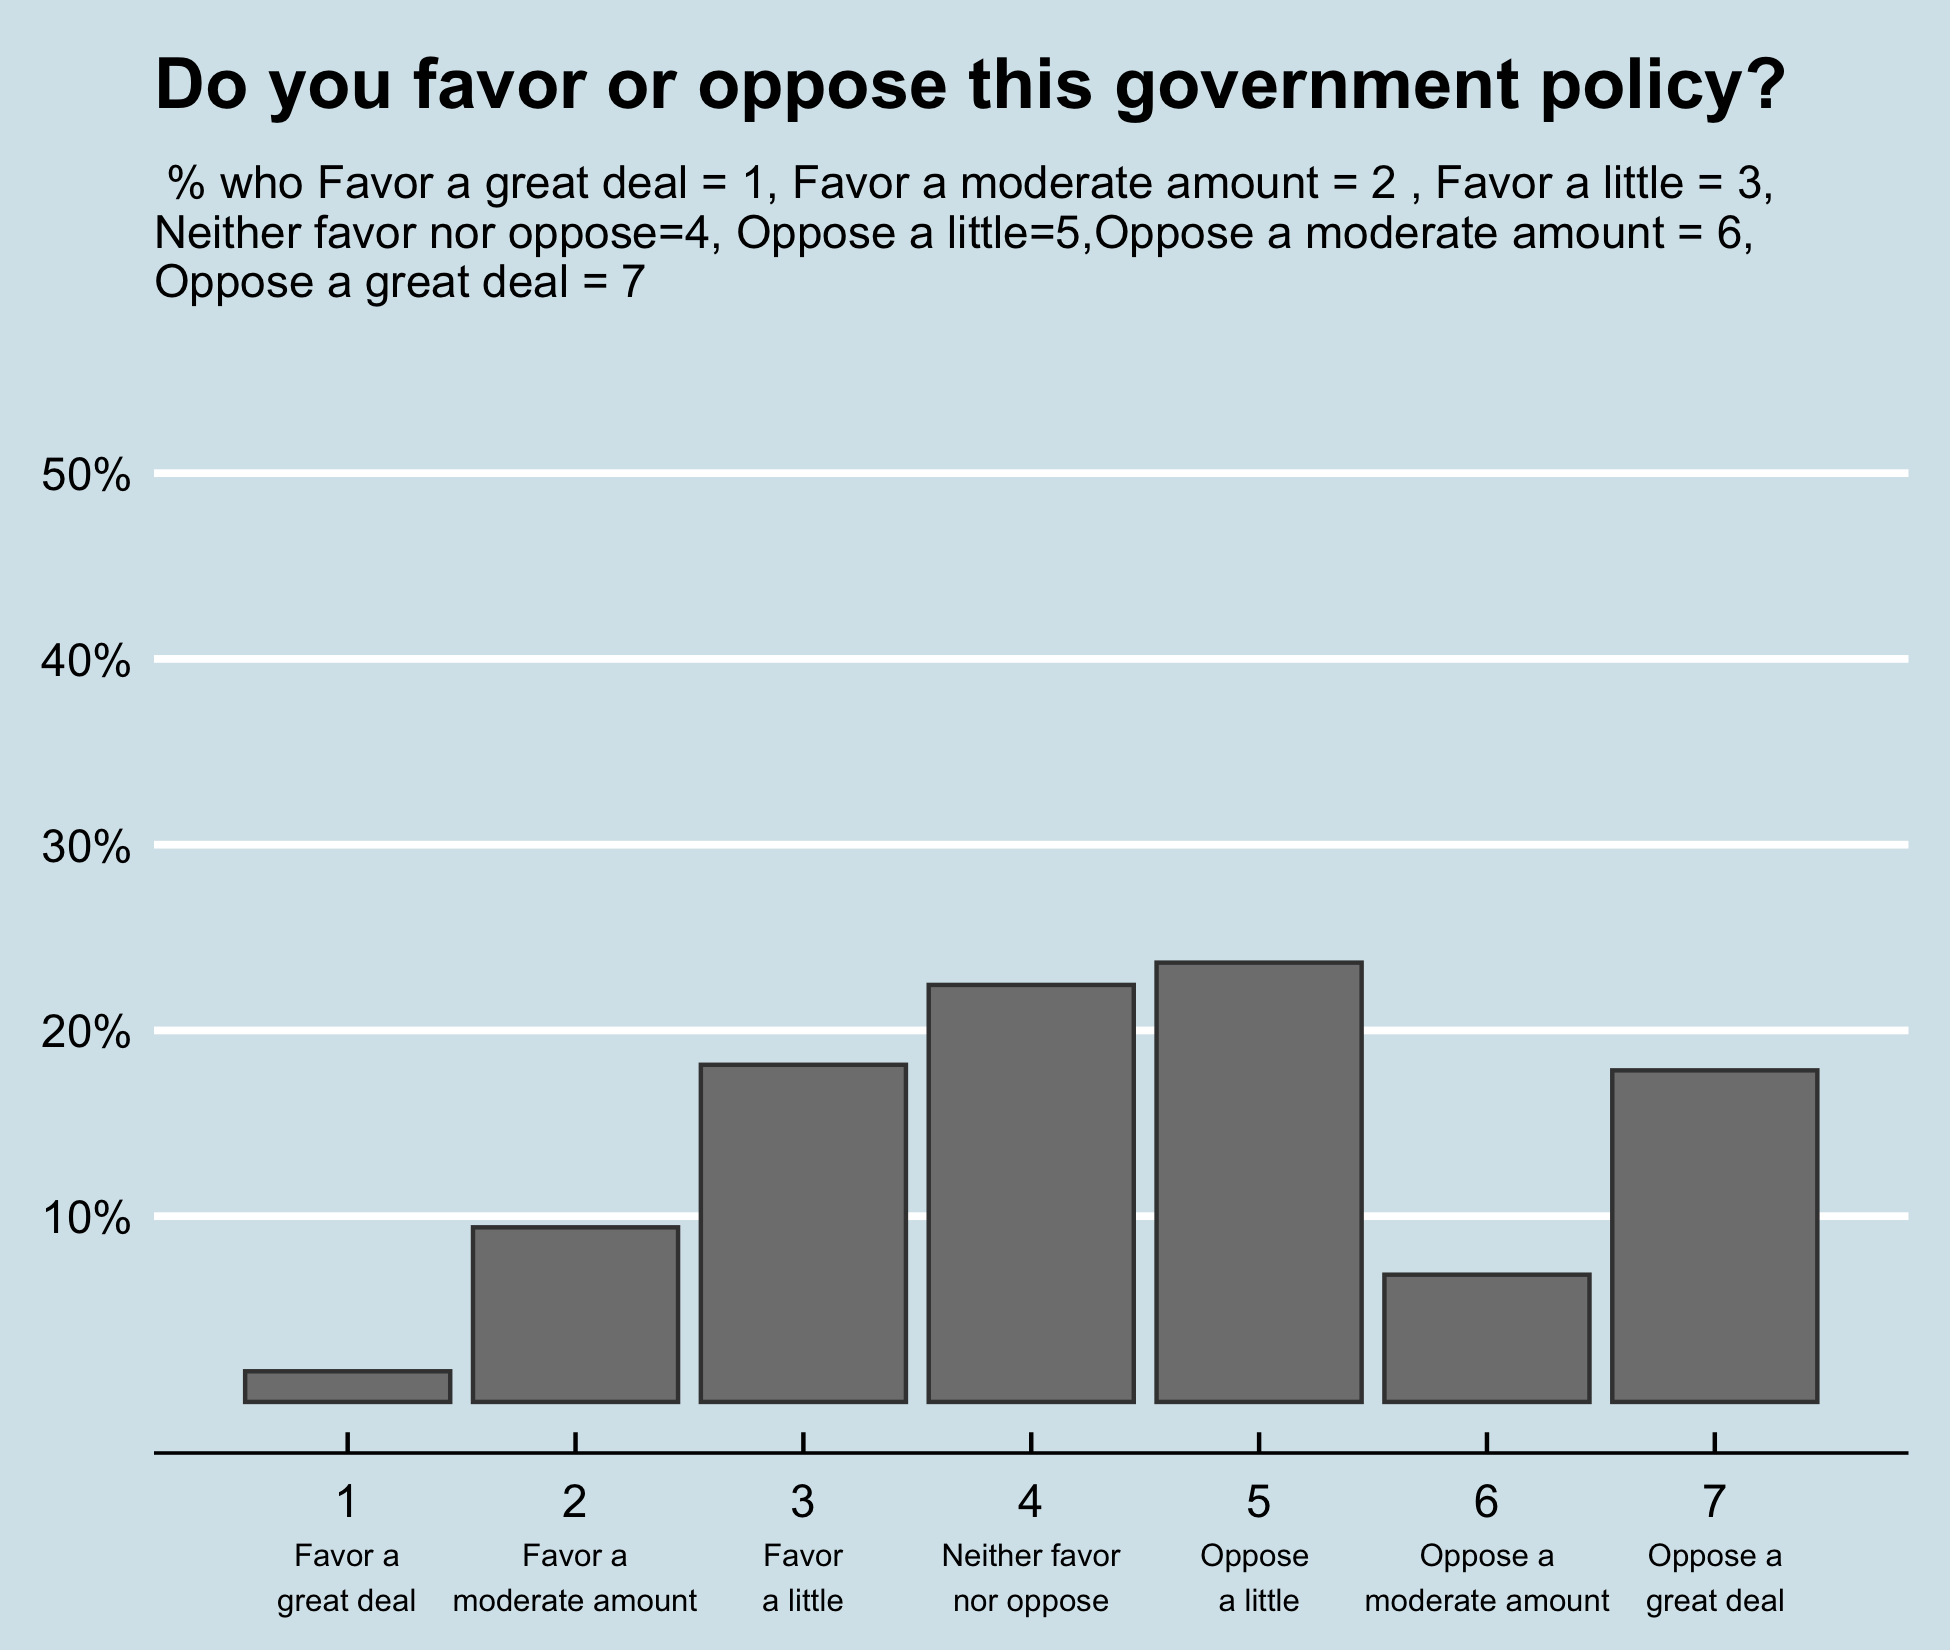 Do you favor or oppose this government policy?
% who Favor a great deal = 1, Favor a moderate amount = 2 , Favor a little = 3,
Neither favor nor oppose=4, Oppose a little=5,Oppose a moderate amount = 6,
Oppose a great deal = 7
50%
40%
30%
20%
10%
1 2 3 4 5 6 7
Favor a Favor a Favor Neither favor Oppose Oppose a Oppose a
great deal moderate amount a little nor oppose a little moderate amount great deal